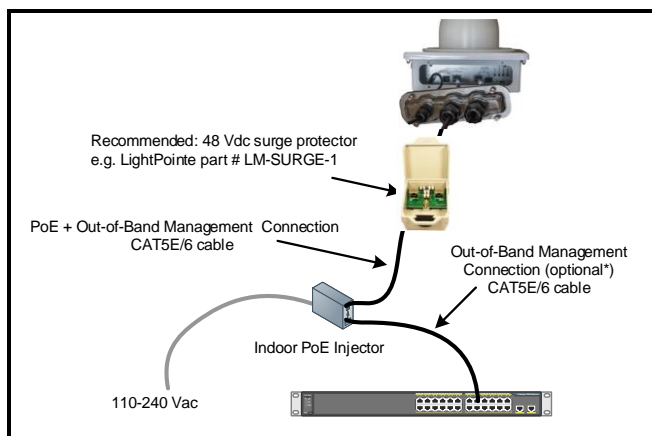 Recommended: 48 Vdc surge protector
e.g. LightPointe part # LM-SURGE-1
PoE + Out-of-Band Management Connection
CAT5E/6 cable
Out-of-Band Management
Connection (optional*)
CAT5E/6 cable
Indoor PoE Injector
110-240 Vac